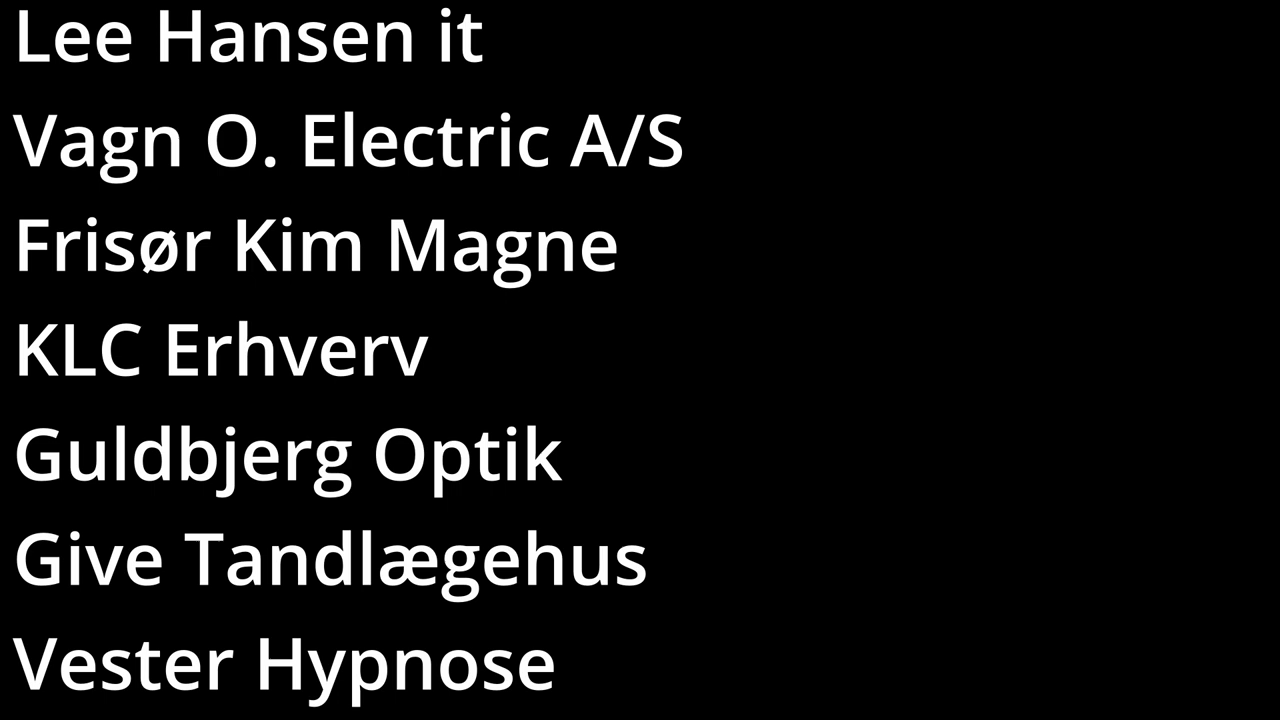 Lee Hansen it
Vagn O. Electric A/S
Frisør Kim Magne
KLC Erhverv
Guldbjerg Optik
Give Tandlægehus
Vester Hypnose